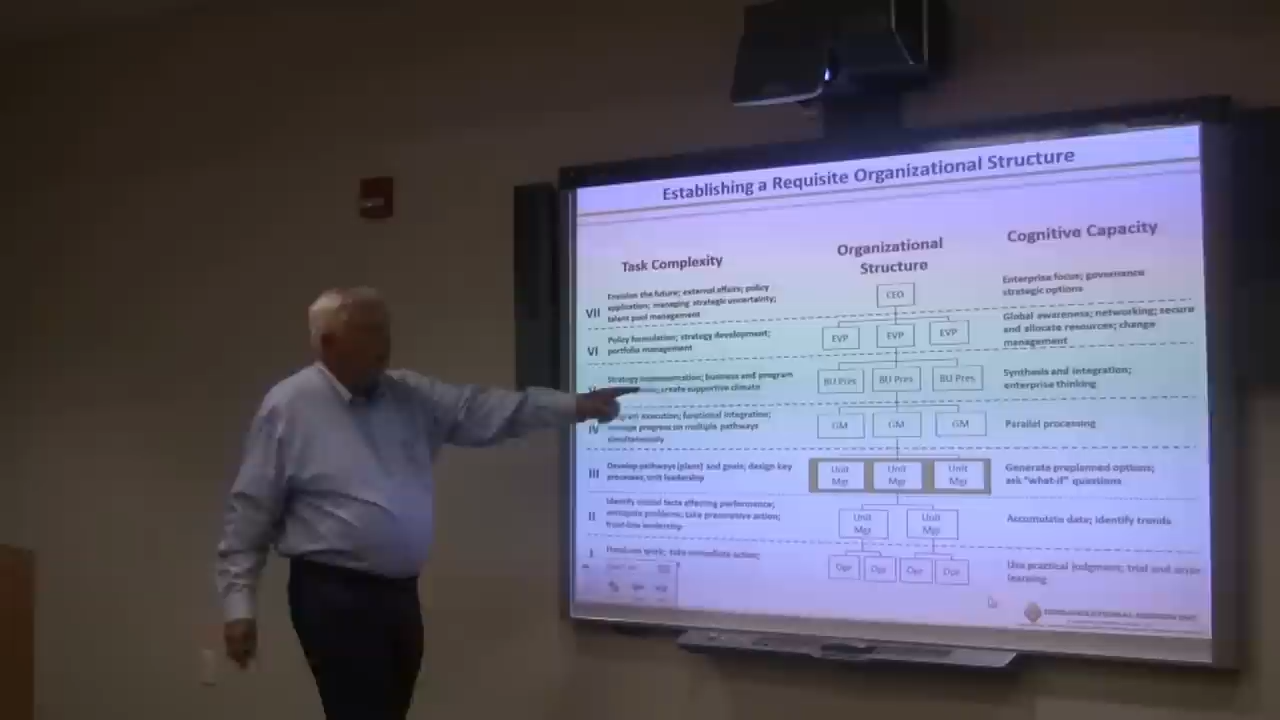 Establishing a Requisite Organizational Structure
Task Complexity
Organizational
Structure
Cognitive Capacity
VII
Envision the future; external affairs; policy
application; managing strategic uncertainty;
talent pool management
CEO
Enterprise focus; governance
strategic options
VI
Policy formulation; strategy development;
portfolio management
EVP EVP EVP
Global awareness; networking; secure
and allocate resources; change
management
Strategy business and program
create supportive climate
BU Pres BU Pres BU Pres
Synthesis and integration;
enterprise thinking
IV
execution; functional integration;
progress on multiple pathways
simultaneously
GM GM GM
Parallel processing
III
Develop pathways (plans) and goals; design key
processes; unit leadership
Unit Unit Unit
Mgr Mgr Mgr
Generate preplanned options;
ask "what-if" questions
II
Identify critical facts effecting performance;
anticipate problems; take preemptive action;
front-line leadership
Unit Unit
Mgr Mgr
Accumulate data; identify trends
I
take immediate action;
Opr Opr Opr Opr
Use practical judgment; trial and error
learning